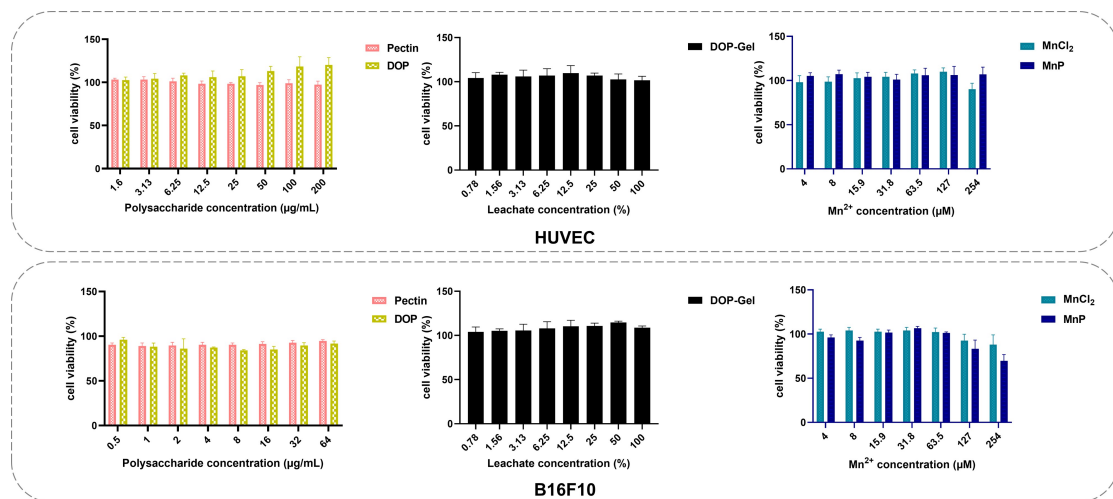 150
100
50
0
cell viability (%)
Pectin
DOP
1.6 3.13 6.25 12.5 25 50 100 200
Polysaccharide concentration (µg/mL)
150
100
50
0
cell viability (%)
DOP-Gel
0.78 1.56 3.13 6.25 12.5 25 50 100
Leachate concentration (%)
150
100
50
0
cell viability (%)
MnCl₂
MnP
4 8 15.9 31.8 63.5 127 254
Mn²⁺ concentration (µM)
HUVEC
150
100
50
0
cell viability (%)
Pectin
DOP
0.5 1 2 4 8 16 32 64
Polysaccharide concentration (µg/mL)
150
100
50
0
cell viability (%)
DOP-Gel
0.78 1.56 3.13 6.25 12.5 25 50 100
Leachate concentration (%)
150
100
50
0
cell viability (%)
MnCl₂
MnP
4 8 15.9 31.8 63.5 127 254
Mn²⁺ concentration (µM)
B16F10